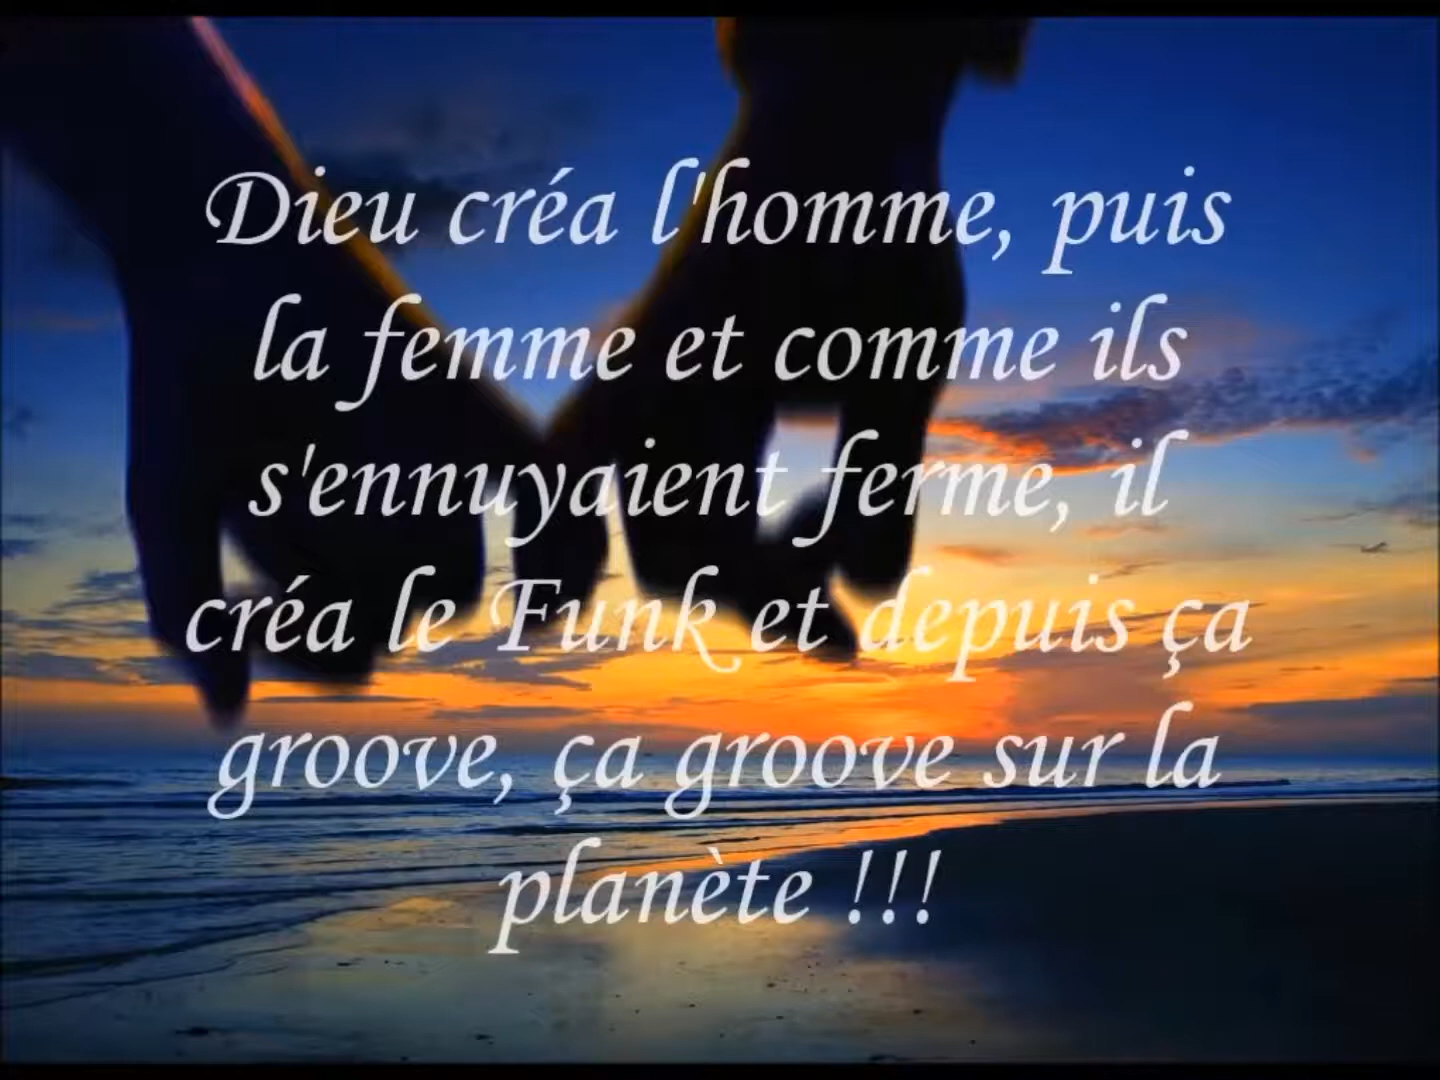 Dieu créa l'homme, puis
la femme et comme ils
s'ennuyaient ferme, il
créa le Funk et depuis ça
groove, ça groove sur la
planète !!!